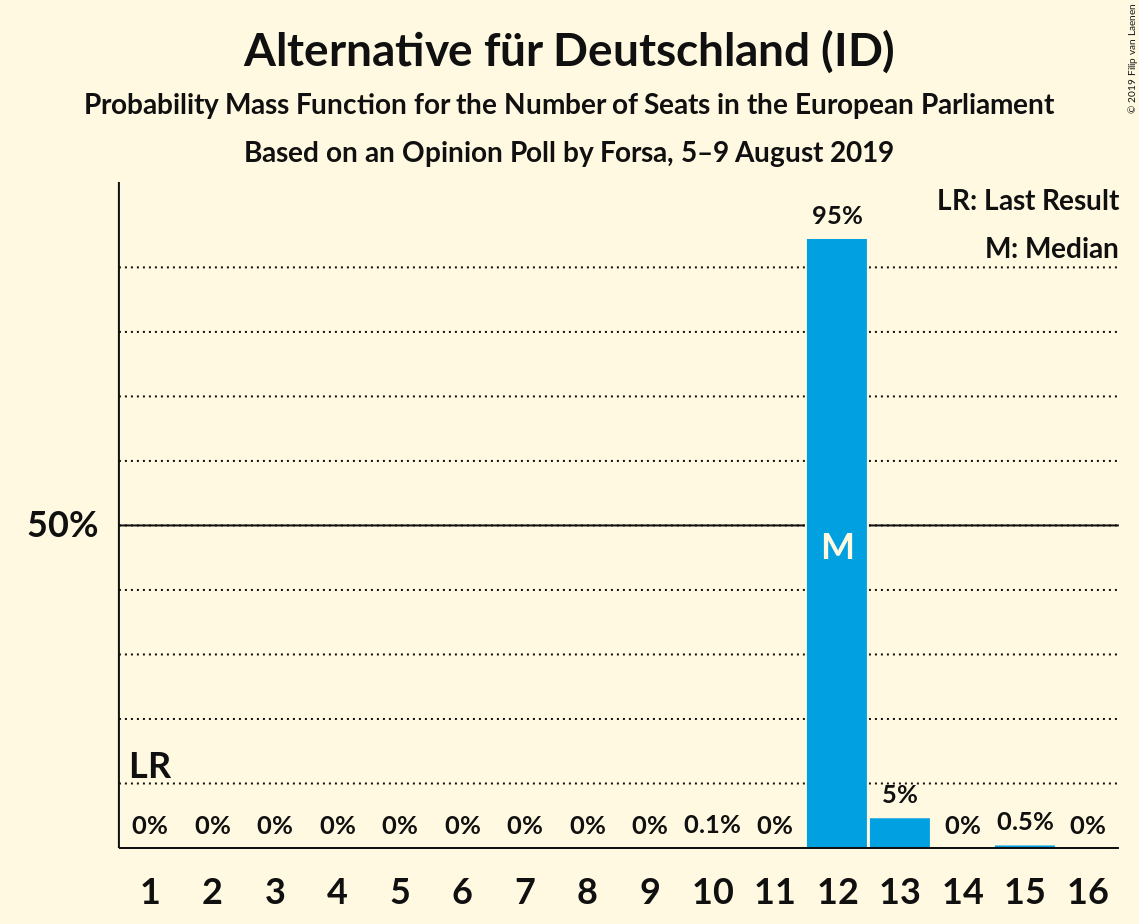 Alternative für Deutschland (ID)
Probability Mass Function for the Number of Seats in the European Parliament
Based on an Opinion Poll by Forsa, 5–9 August 2019
© 2019 Filip van Laenen
LR: Last Result
M: Median
95%
50%
M
LR
5%
0% 0% 0% 0% 0% 0% 0% 0% 0% 0.1% 0% 0% 0.5% 0%
1 2 3 4 5 6 7 8 9 10 11 12 13 14 15 16